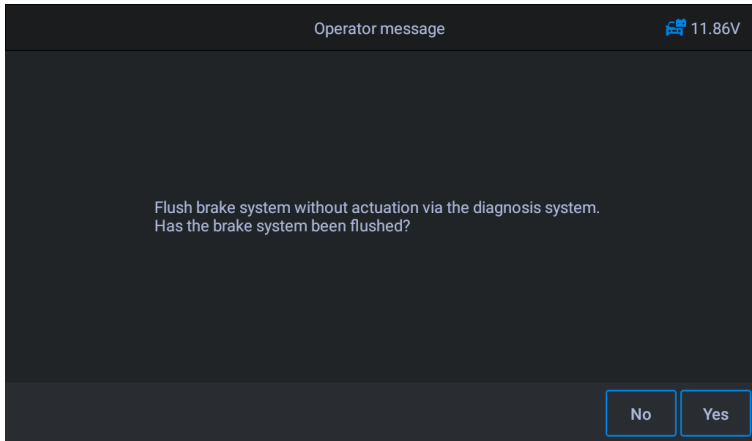 Operator message
11.86V
Flush brake system without actuation via the diagnosis system.
Has the brake system been flushed?
No
Yes